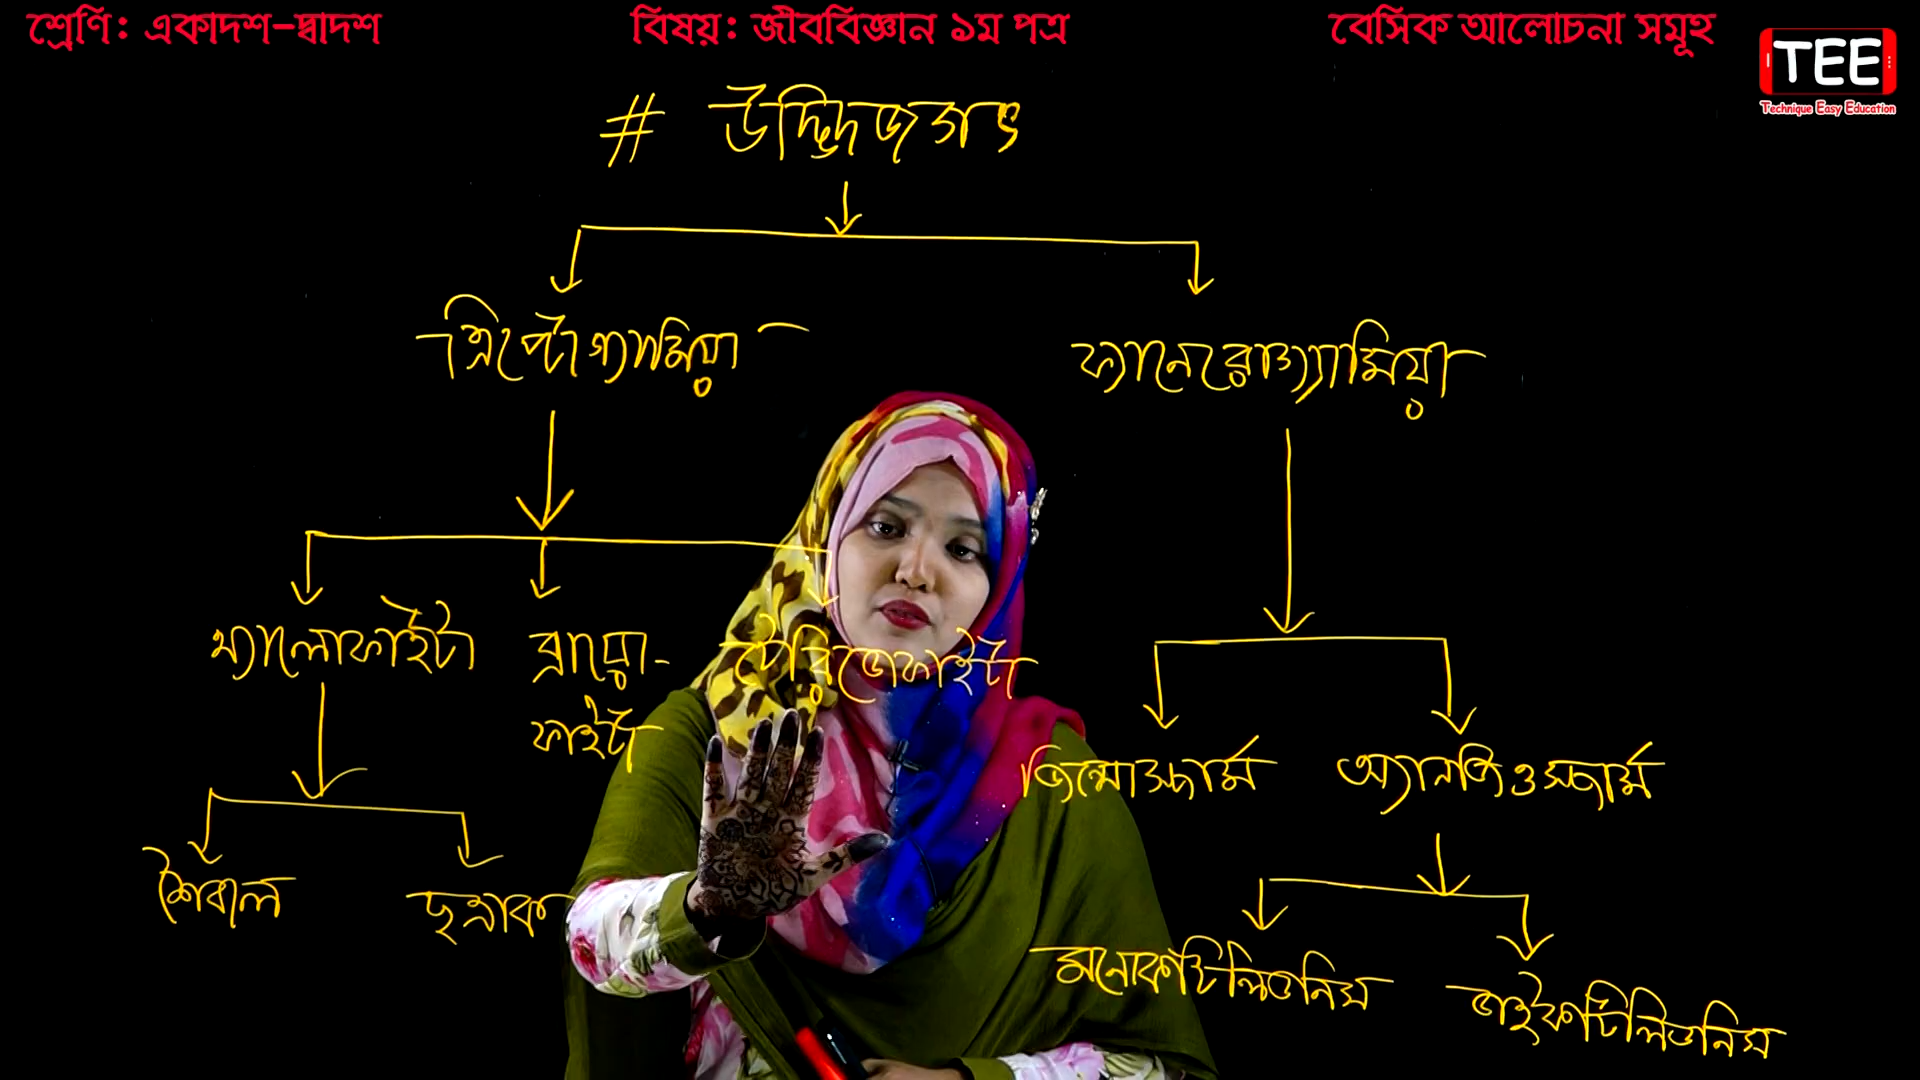 শ্রেণি: একাদশ-দ্বাদশ
বিষয়: জীববিজ্ঞান ১ম পত্র
বেসিক আলোচনা সমূহ
TEE
Technique Easy Education
# উদ্ভিদজগৎ
ক্রিপ্টোগ্যামিয়া
ফ্যানেরোগ্যামিয়া
থ্যালোফাইটা
ব্রায়ো-
ফাইটা
টেরিডোফাইটা
জিম্নোস্পার্ম
অ্যানজিওস্পার্ম
শৈবাল
ছত্রাক
মনোকটিলিডনিস
ডাইকটিলিডনিস